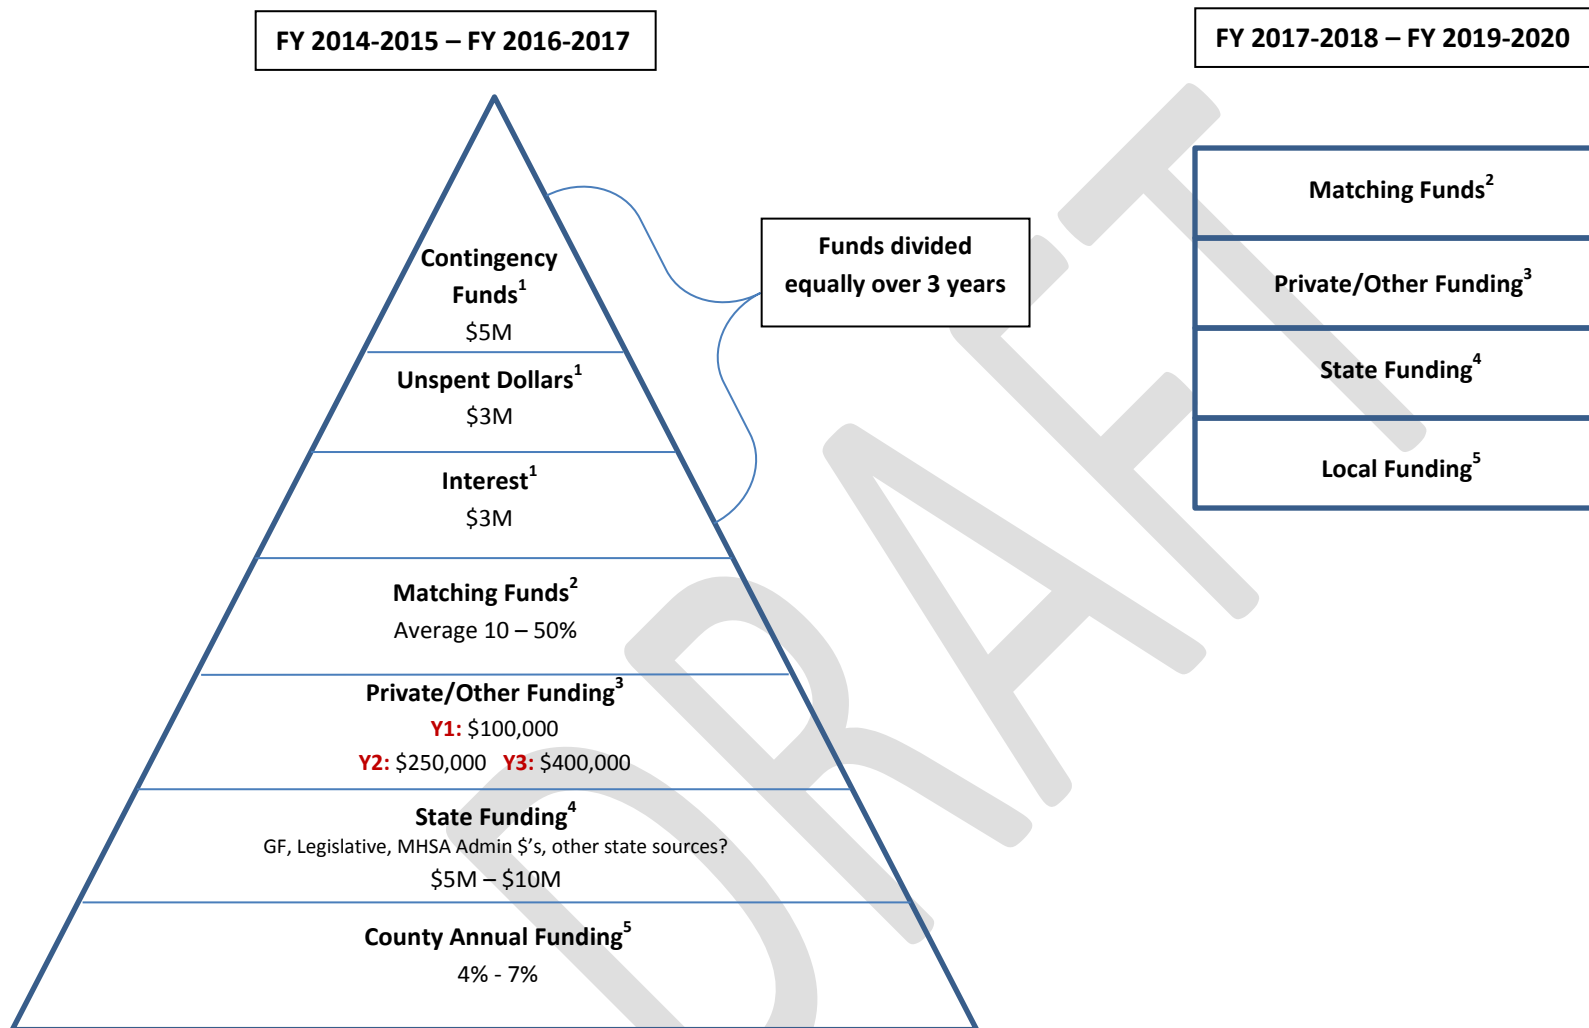 FY 2014-2015 – FY 2016-2017
FY 2017-2018 – FY 2019-2020
Contingency
Funds1
$5M
Unspent Dollars1
$3M
Interest1
$3M
Matching Funds2
Average 10 – 50%
Private/Other Funding3
Y1: $100,000
Y2: $250,000 Y3: $400,000
State Funding4
GF, Legislative, MHSA Admin $'s, other state sources?
$5M – $10M
County Annual Funding5
4% - 7%
Funds divided
equally over 3 years
Matching Funds2
Private/Other Funding3
State Funding4
Local Funding5
DRAFT